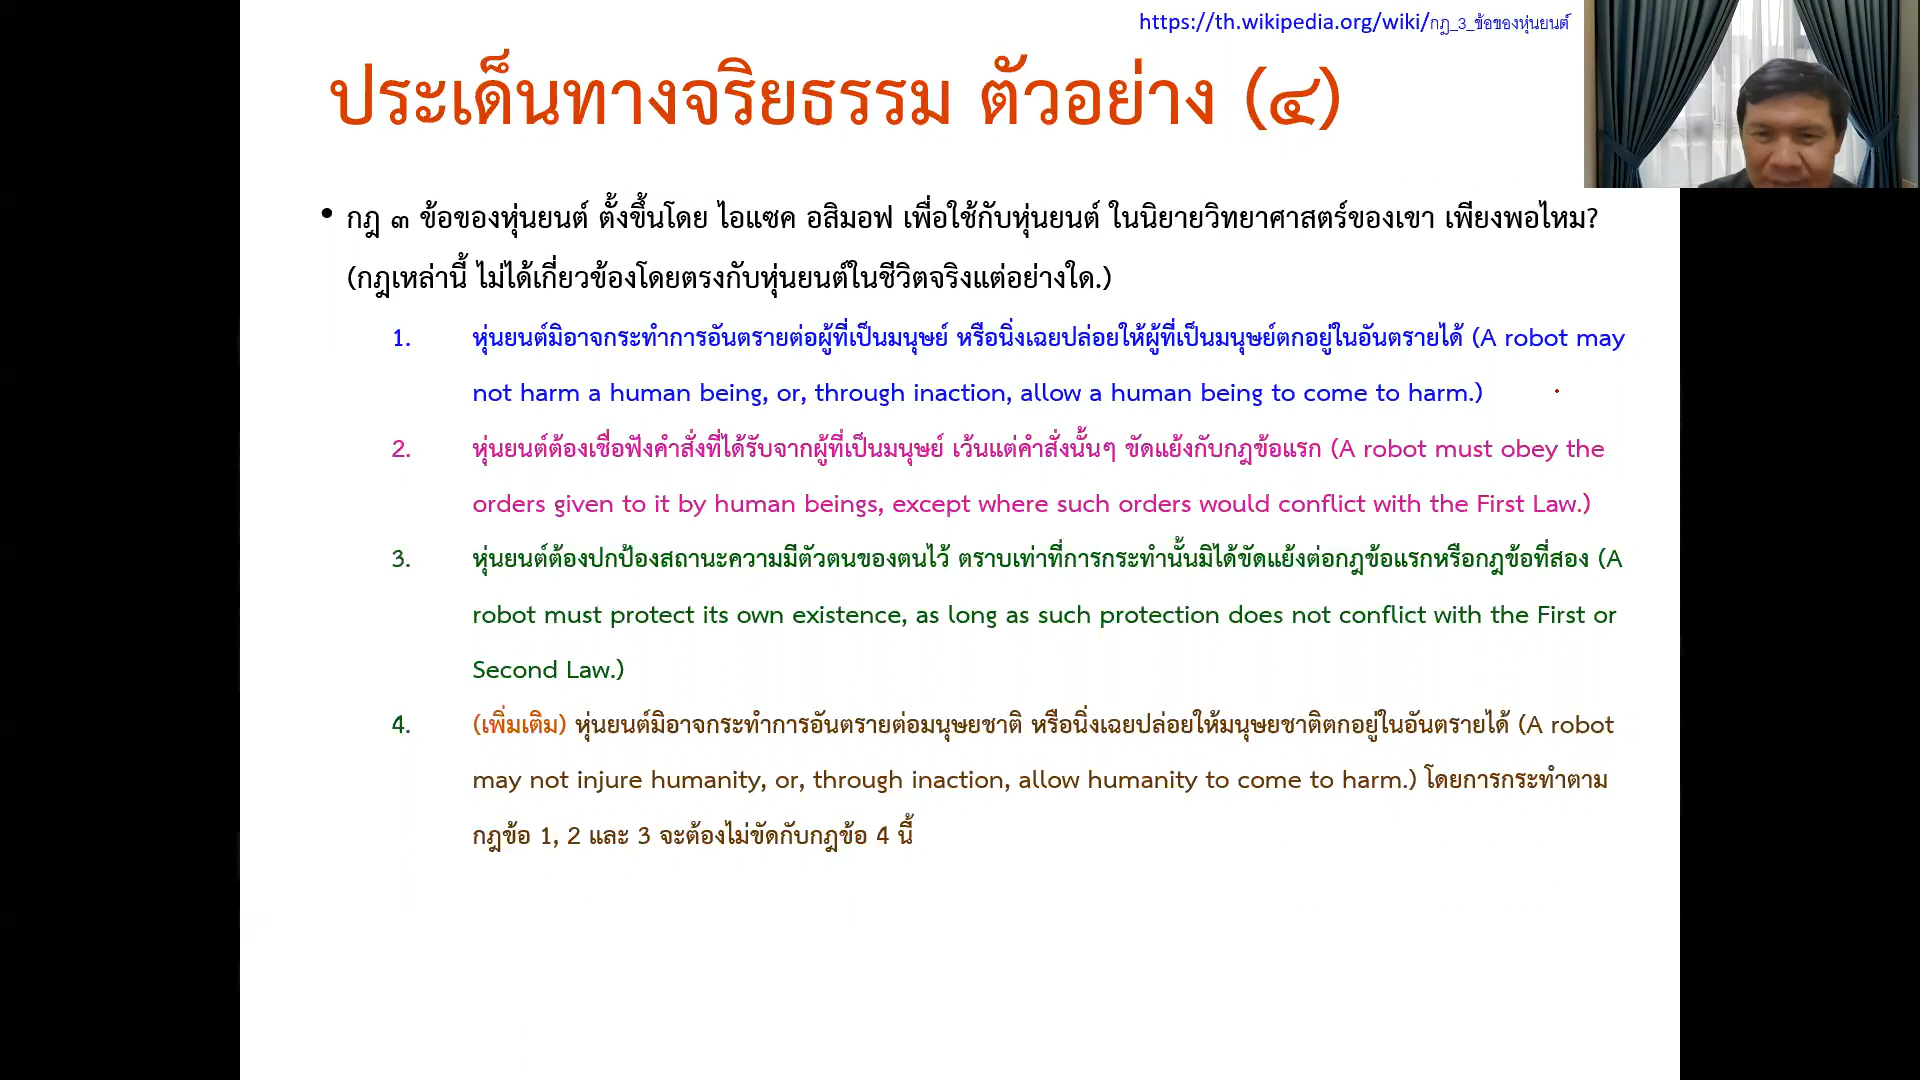 https://th.wikipedia.org/wiki/กฎ_3_ข้อของหุ่นยนต์
ประเด็นทางจริยธรรม ตัวอย่าง (๔)
• กฎ ๓ ข้อของหุ่นยนต์ ตั้งขึ้นโดย ไอแซค อสิมอฟ เพื่อใช้กับหุ่นยนต์ ในนิยายวิทยาศาสตร์ของเขา เพียงพอไหม?
(กฎเหล่านี้ ไม่ได้เกี่ยวข้องโดยตรงกับหุ่นยนต์ในชีวิตจริงแต่อย่างใด.)
1. หุ่นยนต์มิอาจกระทำการอันตรายต่อผู้ที่เป็นมนุษย์ หรือนิ่งเฉยปล่อยให้ผู้ที่เป็นมนุษย์ตกอยู่ในอันตรายได้ (A robot may
not harm a human being, or, through inaction, allow a human being to come to harm.)
2. หุ่นยนต์ต้องเชื่อฟังคำสั่งที่ได้รับจากผู้ที่เป็นมนุษย์ เว้นแต่คำสั่งนั้นๆ ขัดแย้งกับกฎข้อแรก (A robot must obey the
orders given to it by human beings, except where such orders would conflict with the First Law.)
3. หุ่นยนต์ต้องปกป้องสถานะความมีตัวตนของตนไว้ ตราบเท่าที่การกระทำนั้นมิได้ขัดแย้งต่อกฎข้อแรกหรือกฎข้อที่สอง (A
robot must protect its own existence, as long as such protection does not conflict with the First or
Second Law.)
4. (เพิ่มเติม) หุ่นยนต์มิอาจกระทำการอันตรายต่อมนุษยชาติ หรือนิ่งเฉยปล่อยให้มนุษยชาติตกอยู่ในอันตรายได้ (A robot
may not injure humanity, or, through inaction, allow humanity to come to harm.) โดยการกระทำตาม
กฎข้อ 1, 2 และ 3 จะต้องไม่ขัดกับกฎข้อ 4 นี้